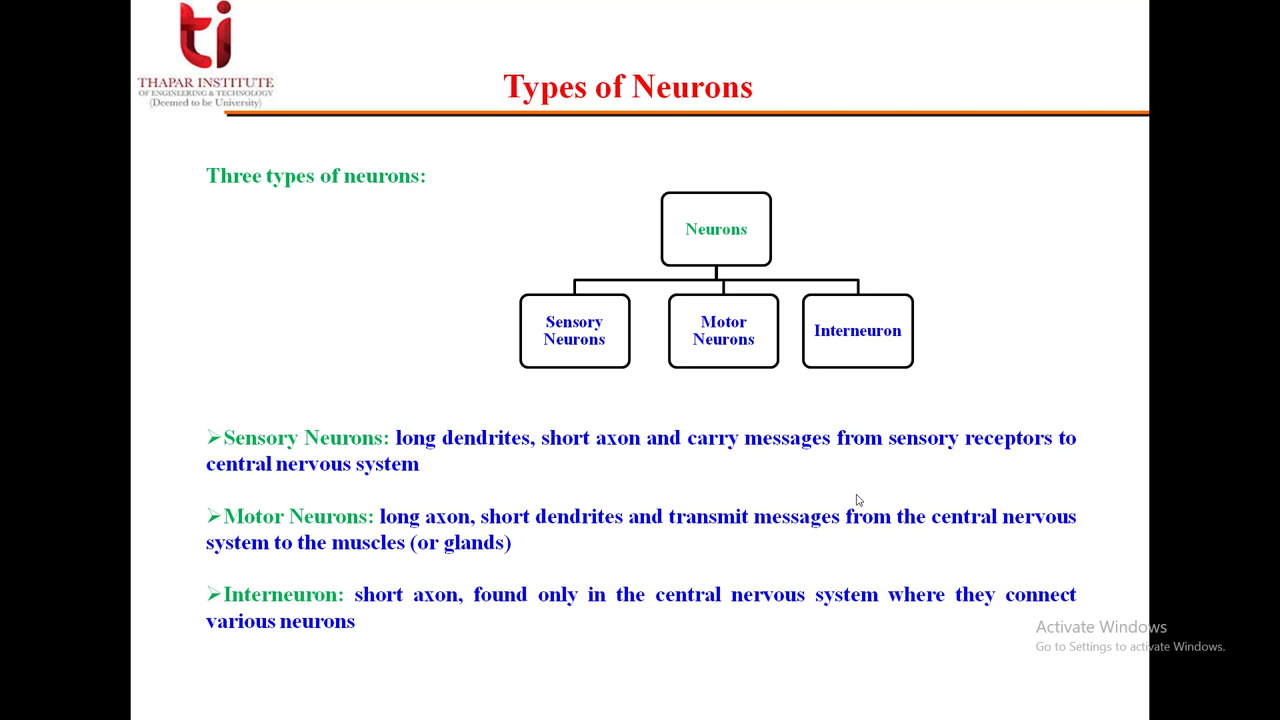 THAPAR INSTITUTE
OF ENGINEERING & TECHNOLOGY
(Deemed to be University)
Types of Neurons
Three types of neurons:
Neurons
Sensory
Neurons
Motor
Neurons
Interneuron
➢Sensory Neurons: long dendrites, short axon and carry messages from sensory receptors to
central nervous system
➢Motor Neurons: long axon, short dendrites and transmit messages from the central nervous
system to the muscles (or glands)
➢Interneuron: short axon, found only in the central nervous system where they connect
various neurons
Activate Windows
Go to Settings to activate Windows.